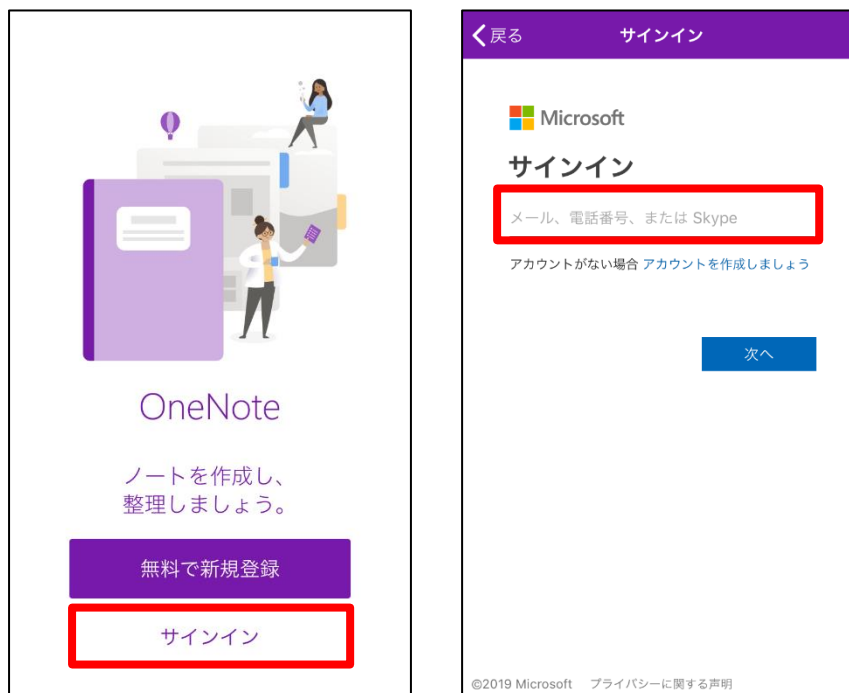 OneNote
ノートを作成し、
整理しましょう。
無料で新規登録
サインイン
戻る サインイン
Microsoft
サインイン
メール、電話番号、または Skype
アカウントがない場合 アカウントを作成しましょう
次へ
©2019 Microsoft プライバシーに関する声明